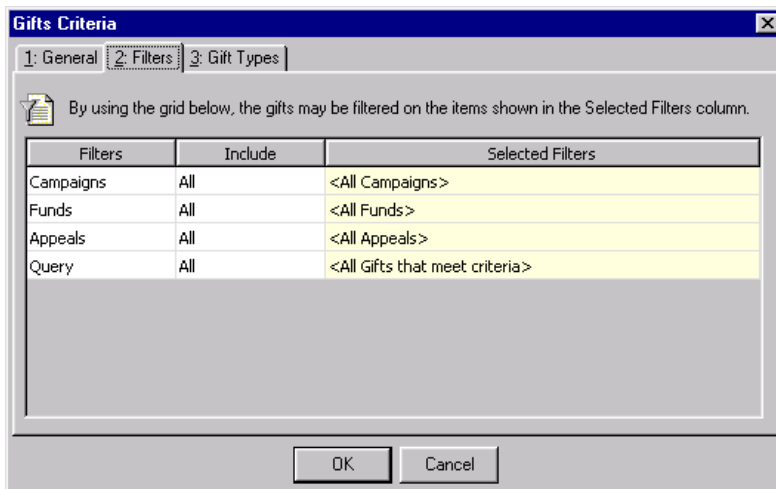 Gifts Criteria
1: General 2: Filters 3: Gift Types
By using the grid below, the gifts may be filtered on the items shown in the Selected Filters column.
Filters Include Selected Filters
Campaigns All <All Campaigns>
Funds All <All Funds>
Appeals All <All Appeals>
Query All <All Gifts that meet criteria>
OK Cancel